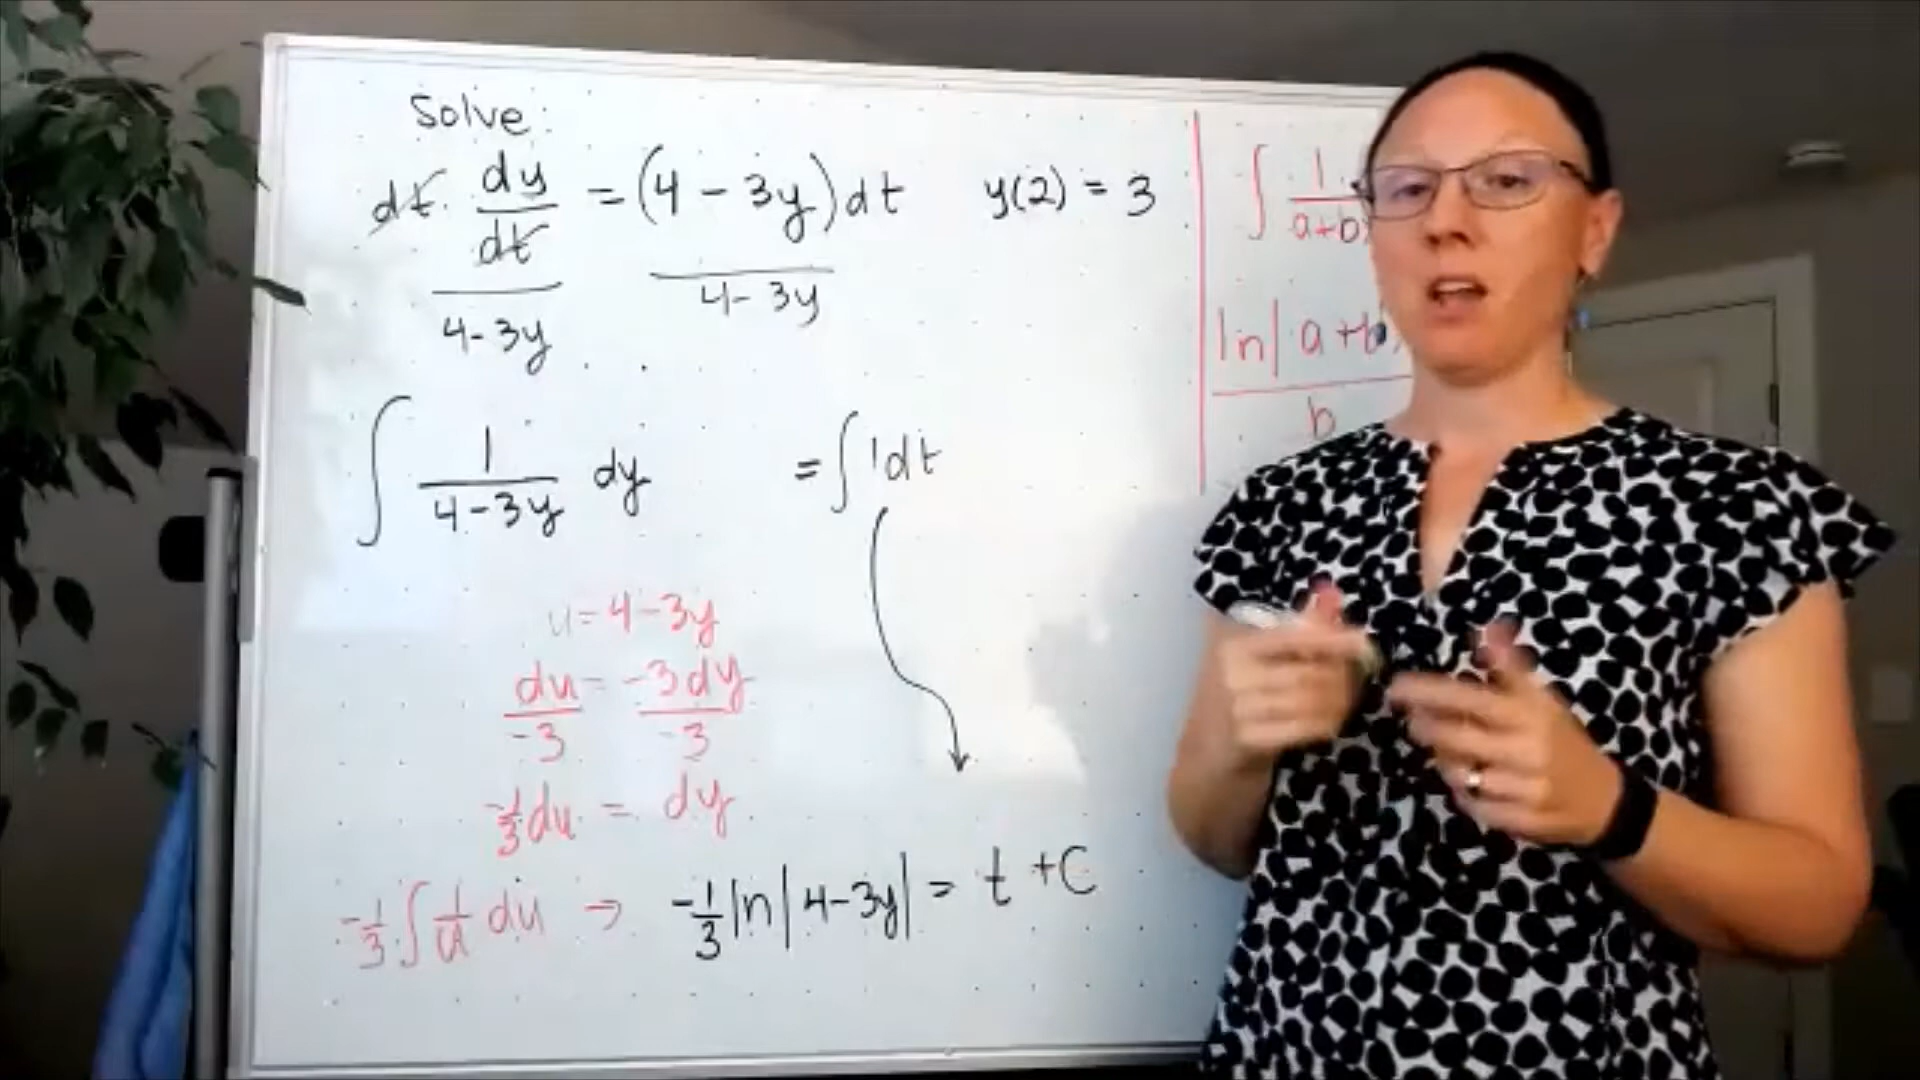 Solve:
dt · dy/dt = (4 - 3y) dt y(2) = 3
4-3y 4-3y
∫ 1/(4-3y) dy = ∫ 1 dt
u = 4-3y
du = -3dy
-3 -3
-1/3 du = dy
-1/3 ∫ 1/u du → -1/3 ln|4-3y| = t + C
∫ 1
a+b
ln| a+b
b